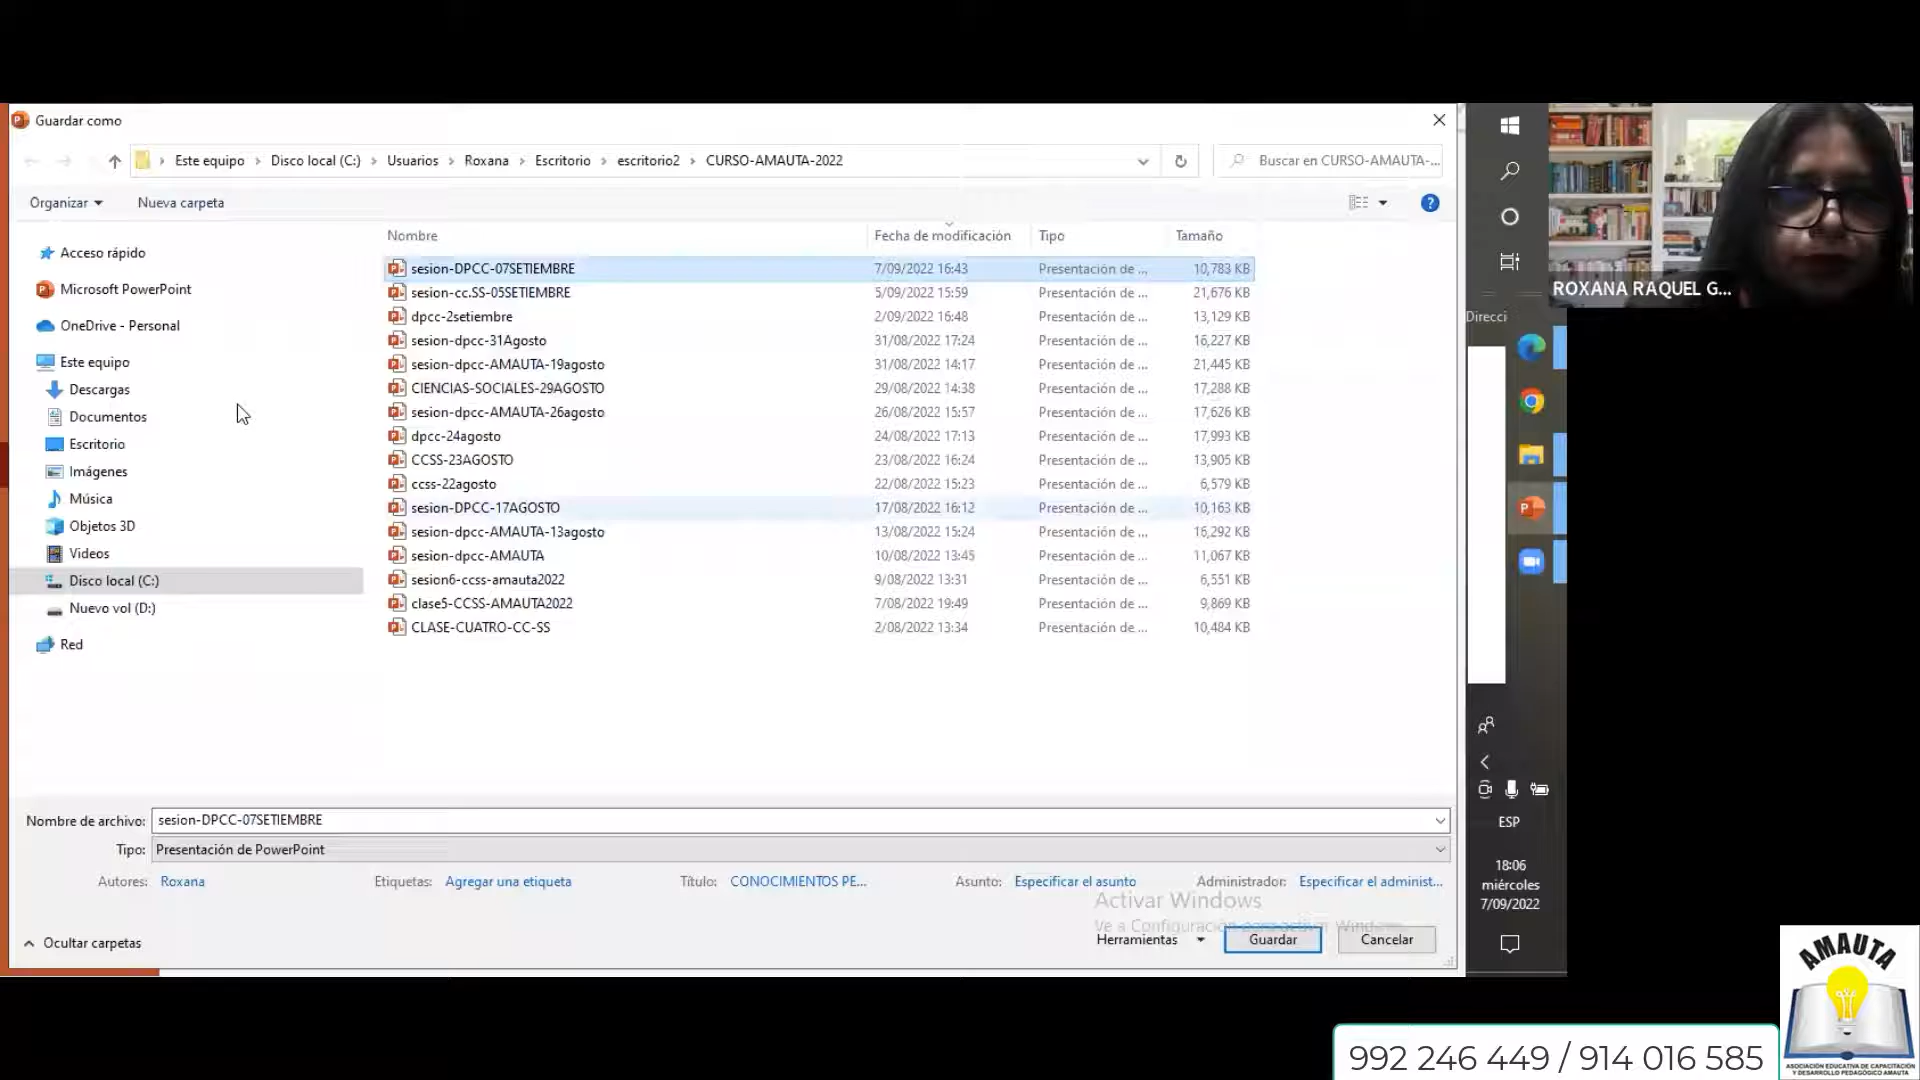 Guardar como
Este equipo > Disco local (C:) > Usuarios > Roxana > Escritorio > escritorio2 > CURSO-AMAUTA-2022
Buscar en CURSO-AMAUTA-...
Organizar
Nueva carpeta
Nombre Fecha de modificación Tipo Tamaño
Acceso rápido
Microsoft PowerPoint
OneDrive - Personal
Este equipo
Descargas
Documentos
Escritorio
Imágenes
Música
Objetos 3D
Videos
Disco local (C:)
Nuevo vol (D:)
Red
sesion-DPCC-07SETIEMBRE 7/09/2022 16:43 Presentación de ... 10,783 KB
sesion-cc.SS-05SETIEMBRE 5/09/2022 15:59 Presentación de ... 21,676 KB
dpcc-2setiembre 2/09/2022 16:48 Presentación de ... 13,129 KB
sesion-dpcc-31Agosto 31/08/2022 17:24 Presentación de ... 16,227 KB
sesion-dpcc-AMAUTA-19agosto 31/08/2022 14:17 Presentación de ... 21,445 KB
CIENCIAS-SOCIALES-29AGOSTO 29/08/2022 14:38 Presentación de ... 17,288 KB
sesion-dpcc-AMAUTA-26agosto 26/08/2022 15:57 Presentación de ... 17,626 KB
dpcc-24agosto 24/08/2022 17:13 Presentación de ... 17,993 KB
CCSS-23AGOSTO 23/08/2022 16:24 Presentación de ... 13,905 KB
ccss-22agosto 22/08/2022 15:23 Presentación de ... 6,579 KB
sesion-DPCC-17AGOSTO 17/08/2022 16:12 Presentación de ... 10,163 KB
sesion-dpcc-AMAUTA-13agosto 13/08/2022 15:24 Presentación de ... 16,292 KB
sesion-dpcc-AMAUTA 10/08/2022 13:45 Presentación de ... 11,067 KB
sesion6-ccss-amauta2022 9/08/2022 13:31 Presentación de ... 6,551 KB
clase5-CCSS-AMAUTA2022 7/08/2022 19:49 Presentación de ... 9,869 KB
CLASE-CUATRO-CC-SS 2/08/2022 13:34 Presentación de ... 10,484 KB
Nombre de archivo: sesion-DPCC-07SETIEMBRE
Tipo: Presentación de PowerPoint
Autores: Roxana Etiquetas: Agregar una etiqueta Título: CONOCIMIENTOS PE... Asunto: Especificar el asunto Administrador: Especificar el administ...
Activar Windows
Ve a Configuración
Ocultar carpetas
Herramientas
Guardar
Cancelar
ROXANA RAQUEL G...
Direcci
ESP
18:06
miércoles
7/09/2022
AMAUTA
ASOCIACIÓN EDUCATIVA DE CAPACITACIÓN
Y DESARROLLO PEDAGÓGICO AMAUTA
992 246 449 / 914 016 585